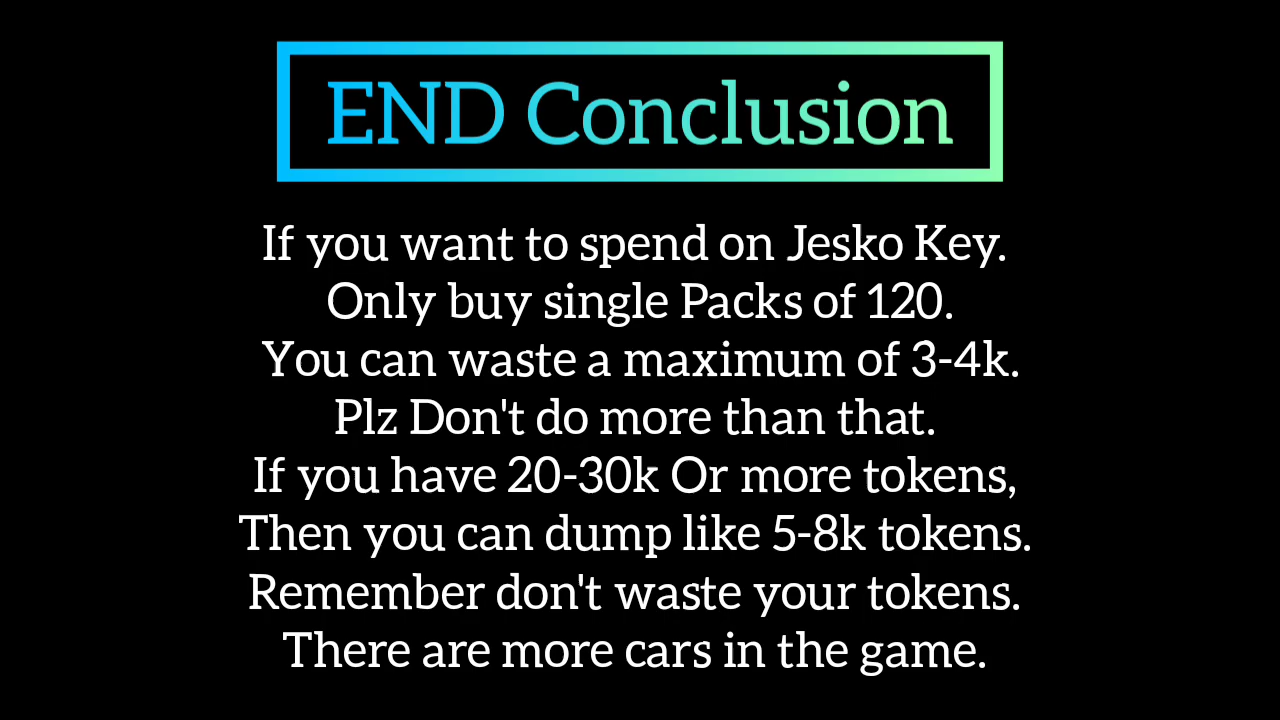 END Conclusion
If you want to spend on Jesko Key.
Only buy single Packs of 120.
You can waste a maximum of 3-4k.
Plz Don't do more than that.
If you have 20-30k Or more tokens,
Then you can dump like 5-8k tokens.
Remember don't waste your tokens.
There are more cars in the game.